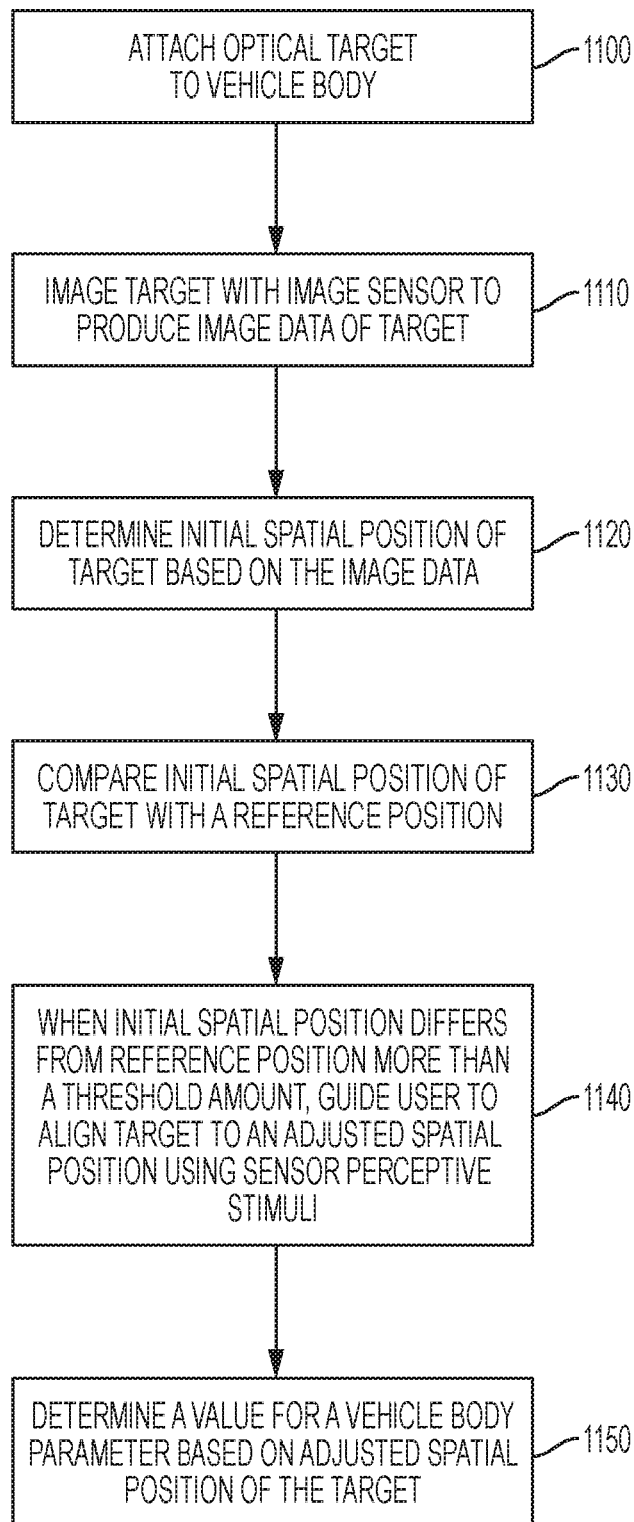 ATTACH OPTICAL TARGET
TO VEHICLE BODY
1100
IMAGE TARGET WITH IMAGE SENSOR TO
PRODUCE IMAGE DATA OF TARGET
1110
DETERMINE INITIAL SPATIAL POSITION OF
TARGET BASED ON THE IMAGE DATA
1120
COMPARE INITIAL SPATIAL POSITION OF
TARGET WITH A REFERENCE POSITION
1130
WHEN INITIAL SPATIAL POSITION DIFFERS
FROM REFERENCE POSITION MORE THAN
A THRESHOLD AMOUNT, GUIDE USER TO
ALIGN TARGET TO AN ADJUSTED SPATIAL
POSITION USING SENSOR PERCEPTIVE
STIMULI
1140
DETERMINE A VALUE FOR A VEHICLE BODY
PARAMETER BASED ON ADJUSTED SPATIAL
POSITION OF THE TARGET
1150